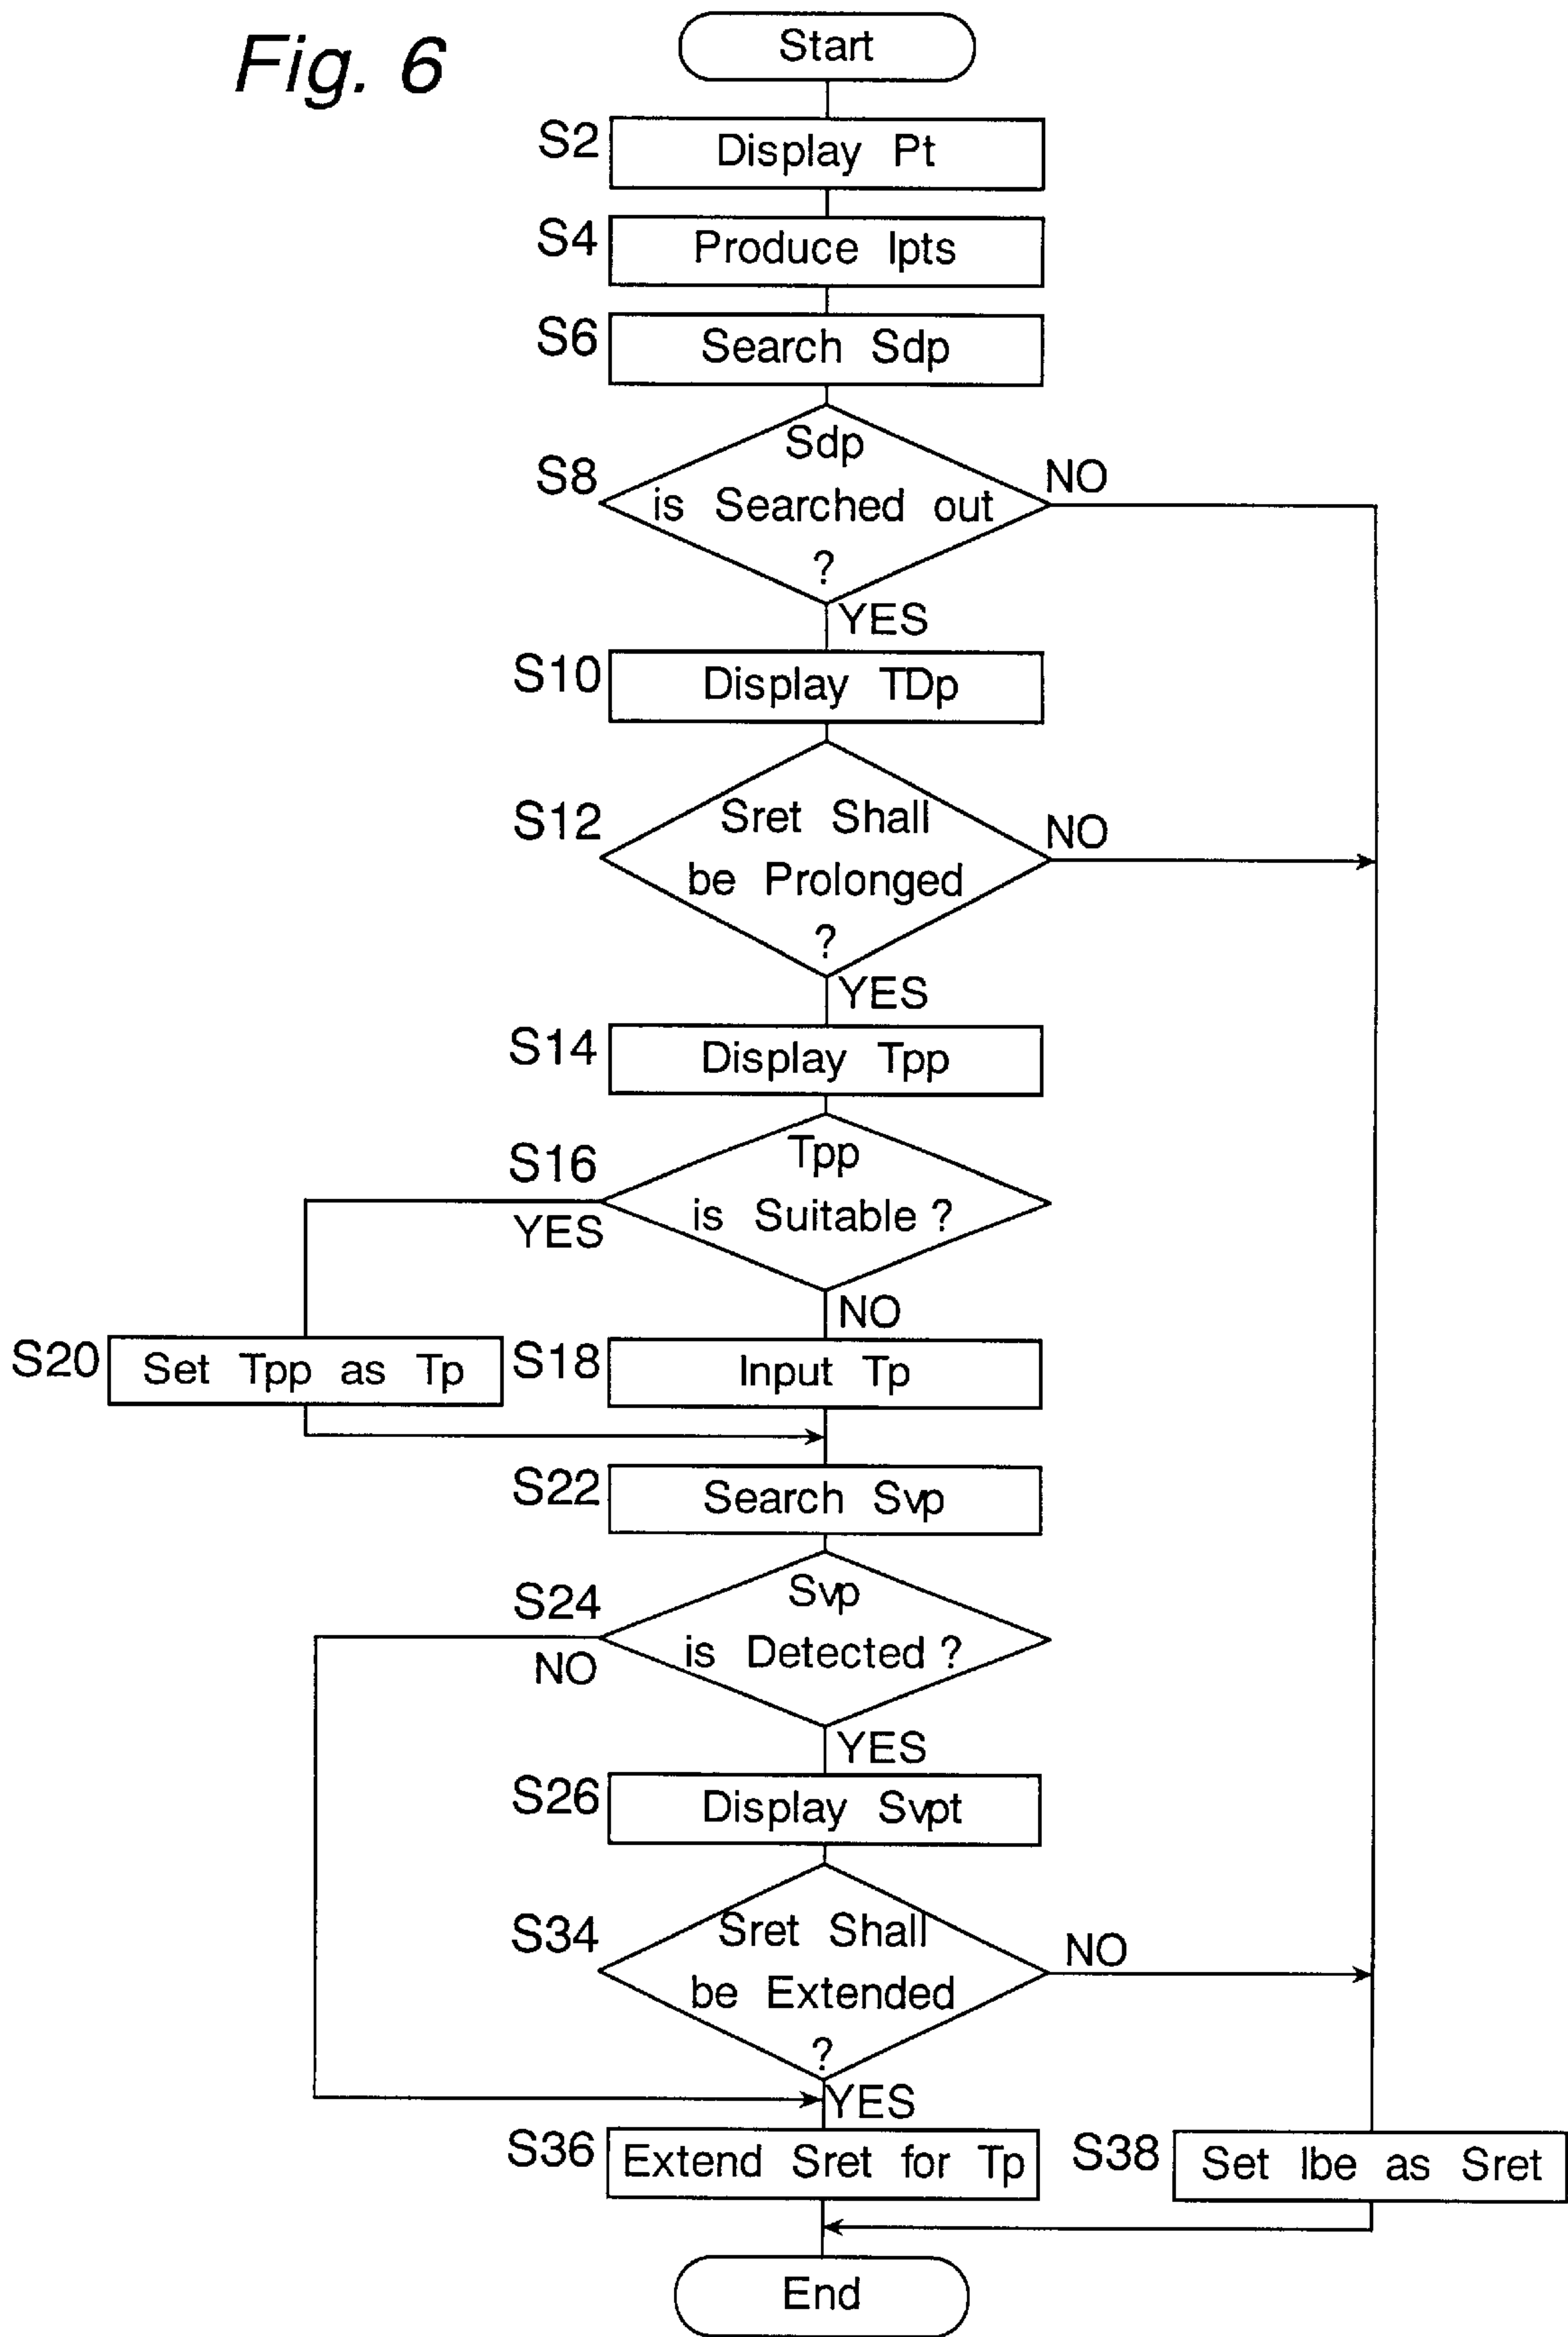 Fig. 6
Start
S2
Display Pt
S4
Produce Ipts
S6
Search Sdp
S8
Sdp
is Searched out
?
NO
YES
S10
Display TDp
S12
Sret Shall
be Prolonged
?
NO
YES
S14
Display Tpp
S16
Tpp
is Suitable ?
YES
NO
S20
Set Tpp as Tp
S18
Input Tp
S22
Search Svp
S24
Svp
is Detected ?
NO
YES
S26
Display Svpt
S34
Sret Shall
be Extended
?
NO
YES
S36
Extend Sret for Tp
S38
Set Ibe as Sret
End